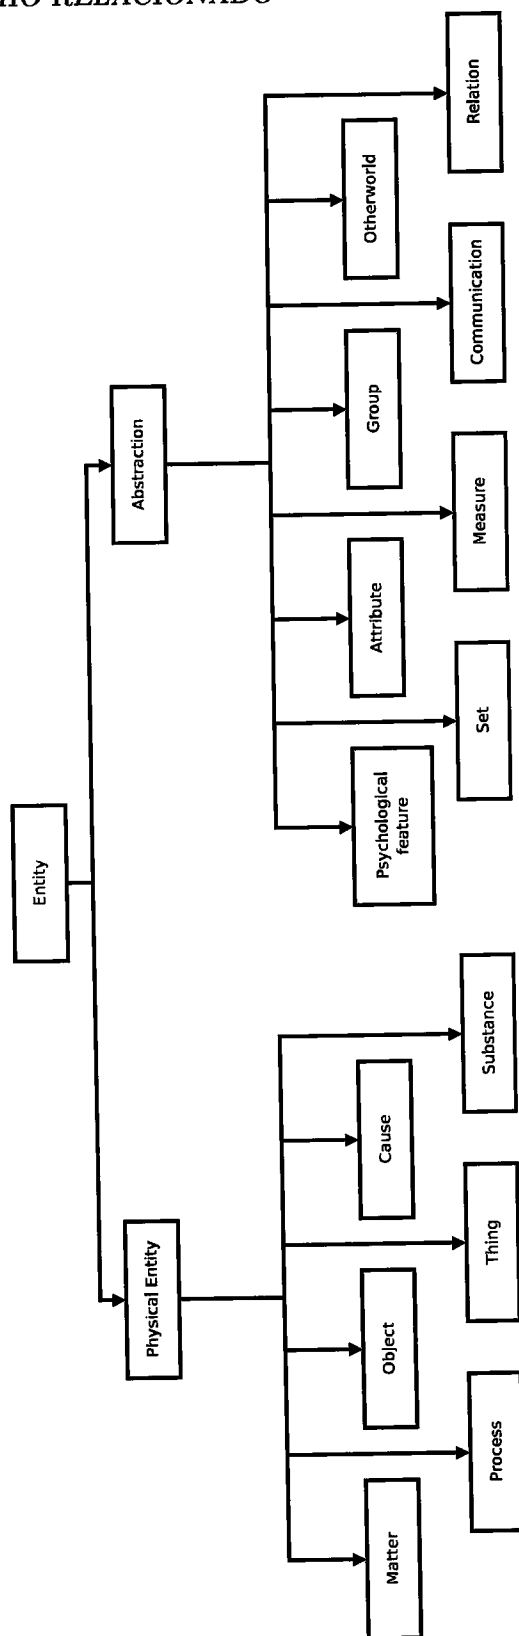 RELACIONADO
Entity
Physical Entity
Abstraction
Matter
Process
Object
Thing
Cause
Substance
Psychological
feature
Set
Attribute
Measure
Group
Communication
Otherworld
Relation